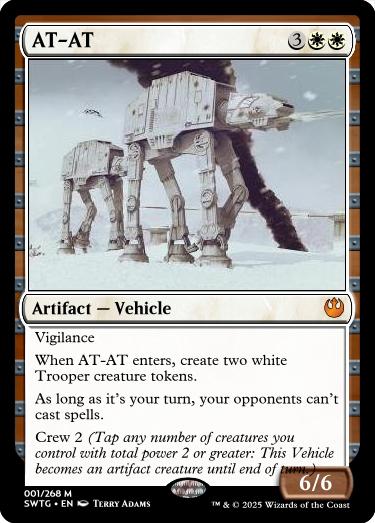 AT-AT 3
Artifact — Vehicle
Vigilance
When AT-AT enters, create two white
Trooper creature tokens.
As long as it's your turn, your opponents can't
cast spells.
Crew 2 (Tap any number of creatures you
control with total power 2 or greater: This Vehicle
becomes an artifact creature until end of turn.)
6/6
001/268 M
SWTG • EN Terry Adams
™ & © 2025 Wizards of the Coast